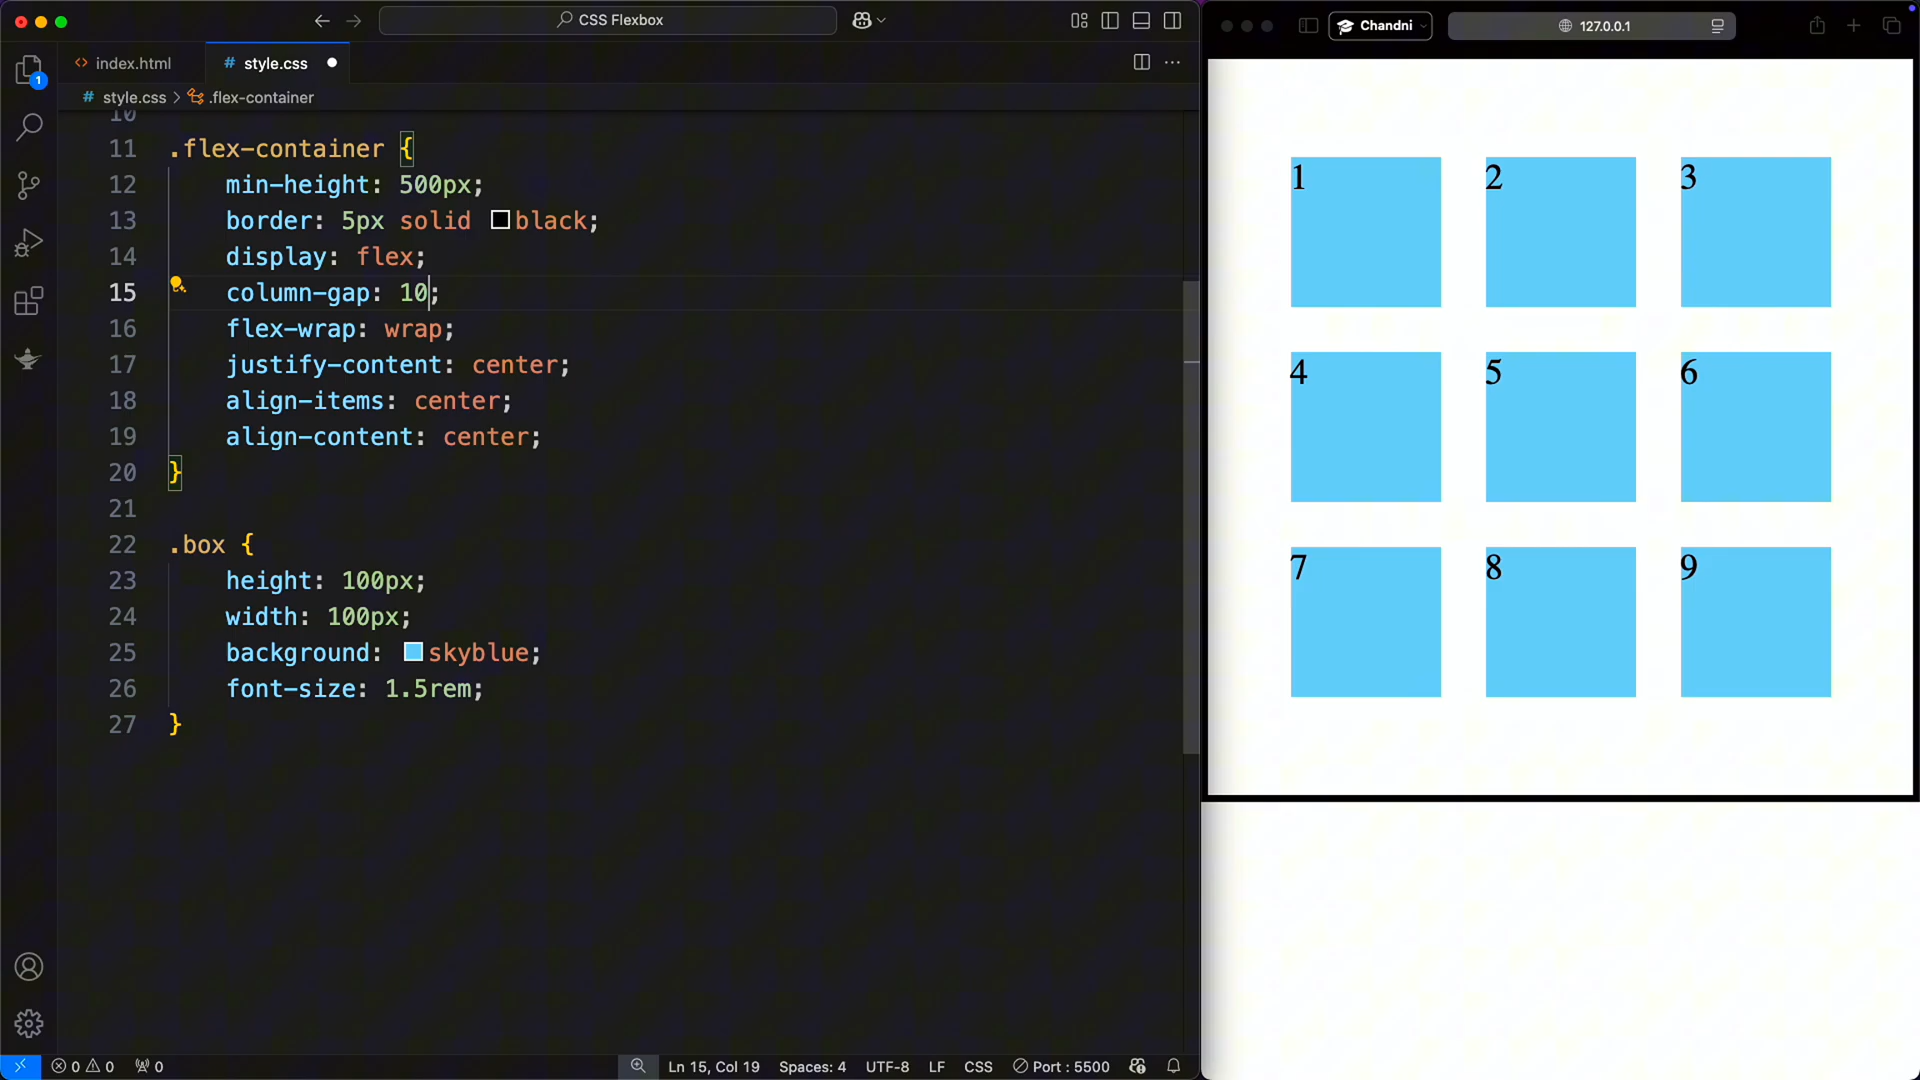 CSS Flexbox
Chandni
127.0.0.1
index.html
# style.css
1
# style.css > .flex-container
10
11 .flex-container {
12 min-height: 500px;
13 border: 5px solid black;
14 display: flex;
15 column-gap: 10;
16 flex-wrap: wrap;
17 justify-content: center;
18 align-items: center;
19 align-content: center;
20 }
21
22 .box {
23 height: 100px;
24 width: 100px;
25 background: skyblue;
26 font-size: 1.5rem;
27 }
1 2 3
4 5 6
7 8 9
0 0 0 Ln 15, Col 19 Spaces: 4 UTF-8 LF CSS Port : 5500